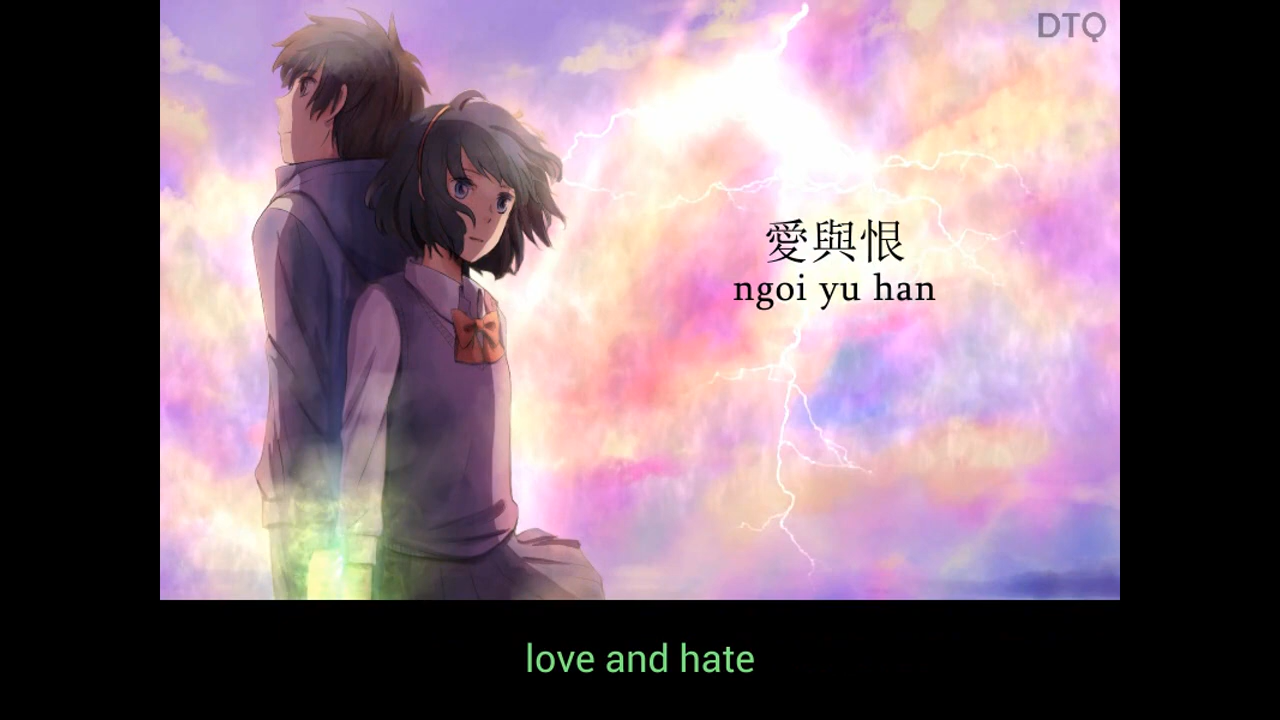 DTQ
愛與恨
ngoi yu han
love and hate